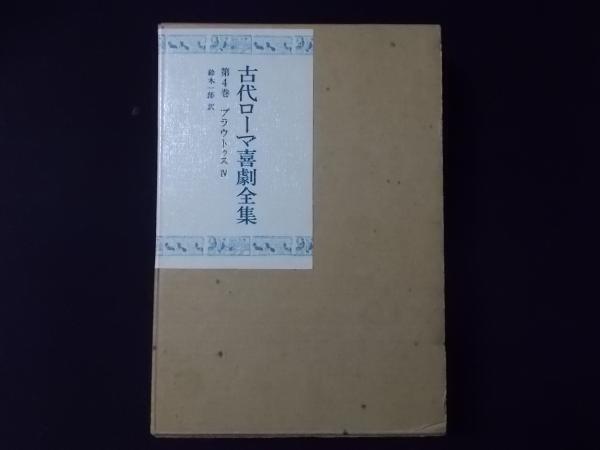 古代ローマ喜劇全集
第4巻 プラウトゥス Ⅳ
鈴木一郎 訳